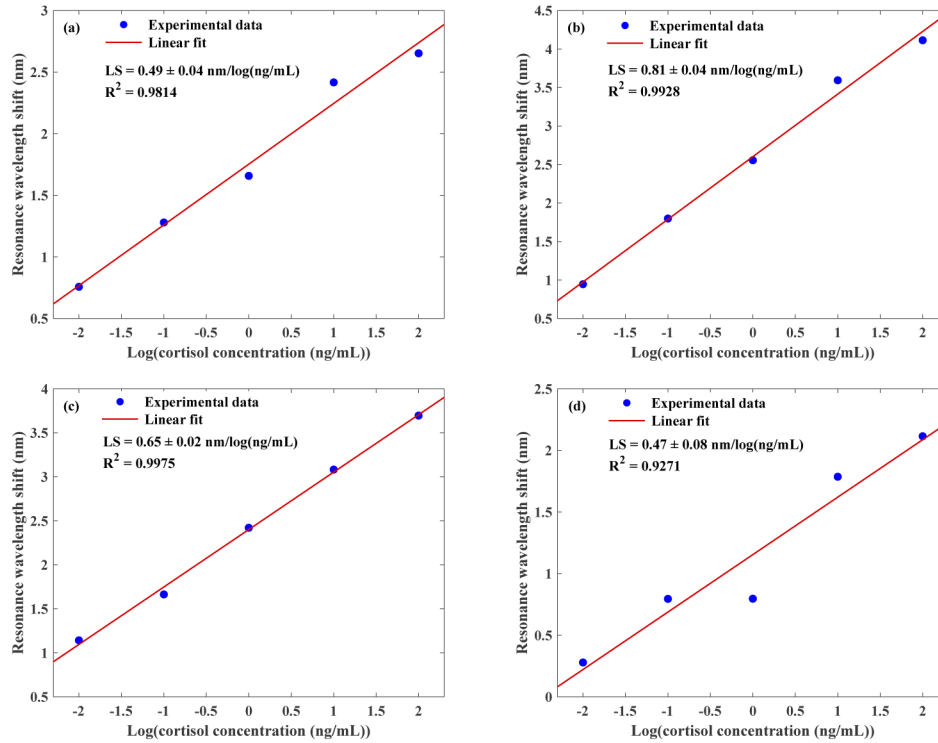 (a)
Experimental data
Linear fit
LS = 0.49 ± 0.04 nm/log(ng/mL)
R² = 0.9814
Resonance wavelength shift (nm)
3
2.5
2
1.5
1
0.5
-2 -1.5 -1 -0.5 0 0.5 1 1.5 2
Log(cortisol concentration (ng/mL))
(b)
Experimental data
Linear fit
LS = 0.81 ± 0.04 nm/log(ng/mL)
R² = 0.9928
Resonance wavelength shift (nm)
4.5
4
3.5
3
2.5
2
1.5
1
0.5
-2 -1.5 -1 -0.5 0 0.5 1 1.5 2
Log(cortisol concentration (ng/mL))
(c)
Experimental data
Linear fit
LS = 0.65 ± 0.02 nm/log(ng/mL)
R² = 0.9975
Resonance wavelength shift (nm)
4
3.5
3
2.5
2
1.5
1
0.5
-2 -1.5 -1 -0.5 0 0.5 1 1.5 2
Log(cortisol concentration (ng/mL))
(d)
Experimental data
Linear fit
LS = 0.47 ± 0.08 nm/log(ng/mL)
R² = 0.9271
Resonance wavelength shift (nm)
2.5
2
1.5
1
0.5
0
-2 -1.5 -1 -0.5 0 0.5 1 1.5 2
Log(cortisol concentration (ng/mL))